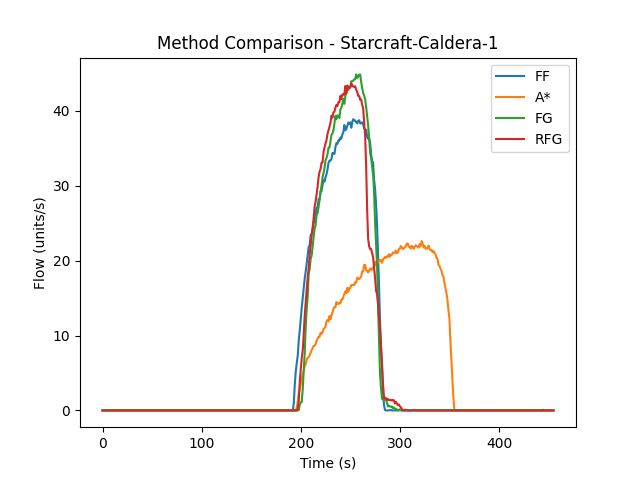 Method Comparison - Starcraft-Caldera-1
FF
A*
FG
RFG
Flow (units/s)
40
30
20
10
0
0 100 200 300 400
Time (s)